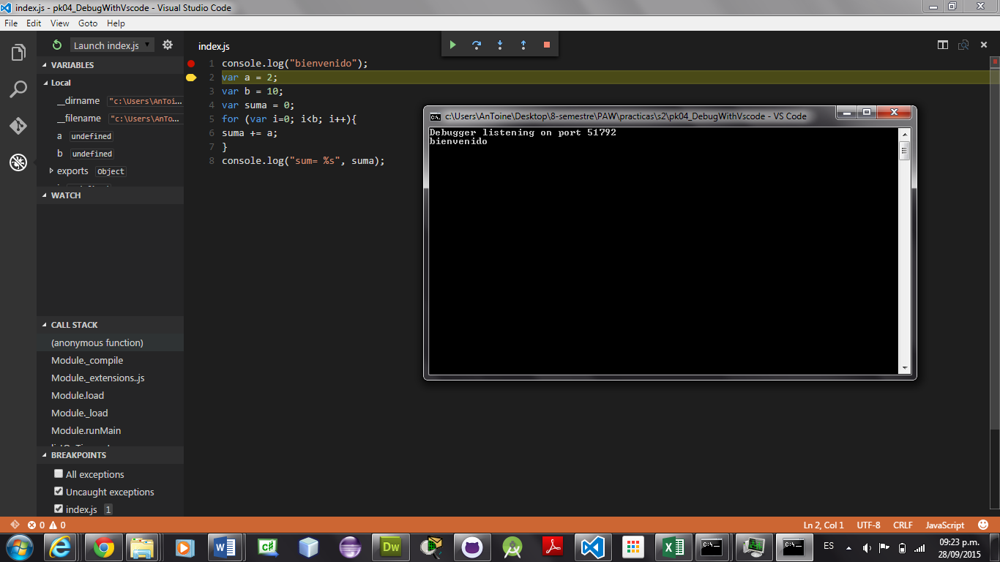 index.js - pk04_DebugWithVscode - Visual Studio Code
File Edit View Goto Help
Launch index.js
VARIABLES
Local
__dirname "c:\Users\AnToi...
__filename "c:\Users\AnTo...
a undefined
b undefined
exports Object
WATCH
CALL STACK
(anonymous function)
Module._compile
Module._extensions..js
Module.load
Module._load
Module.runMain
BREAKPOINTS
All exceptions
Uncaught exceptions
index.js 1
index.js
1 console.log("bienvenido");
2 var a = 2;
3 var b = 10;
4 var suma = 0;
5 for (var i=0; i<b; i++){
6 suma += a;
7 }
8 console.log("sum= %s", suma);
c:\Users\AnToine\Desktop\8-semestre\PAW\practicas\s2\pk04_DebugWithVscode - VS Code
Debugger listening on port 51792
bienvenido
0 0
Ln 2, Col 1 UTF-8 CRLF JavaScript
C:\.
W
c#
Dw
X
C:\.
C:\.
ES
09:23 p.m.
28/09/2015